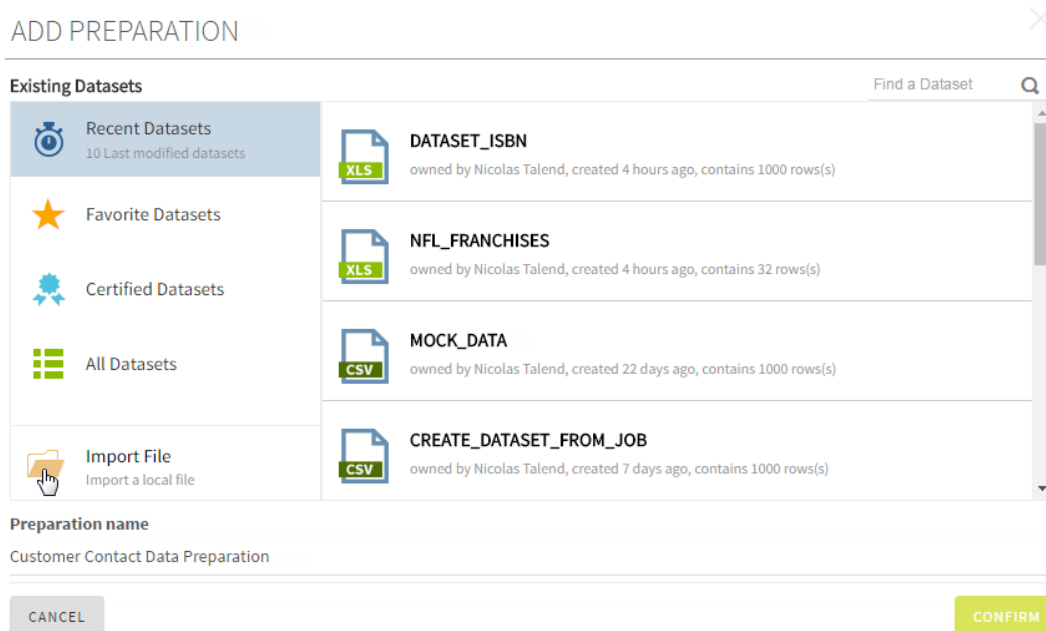 ADD PREPARATION
Existing Datasets
Find a Dataset
Recent Datasets
10 Last modified datasets
Favorite Datasets
Certified Datasets
All Datasets
Import File
Import a local file
XLS
DATASET_ISBN
owned by Nicolas Talend, created 4 hours ago, contains 1000 rows(s)
XLS
NFL_FRANCHISES
owned by Nicolas Talend, created 4 hours ago, contains 32 rows(s)
CSV
MOCK_DATA
owned by Nicolas Talend, created 22 days ago, contains 1000 rows(s)
CSV
CREATE_DATASET_FROM_JOB
owned by Nicolas Talend, created 7 days ago, contains 1000 rows(s)
Preparation name
Customer Contact Data Preparation
CANCEL
CONFIRM